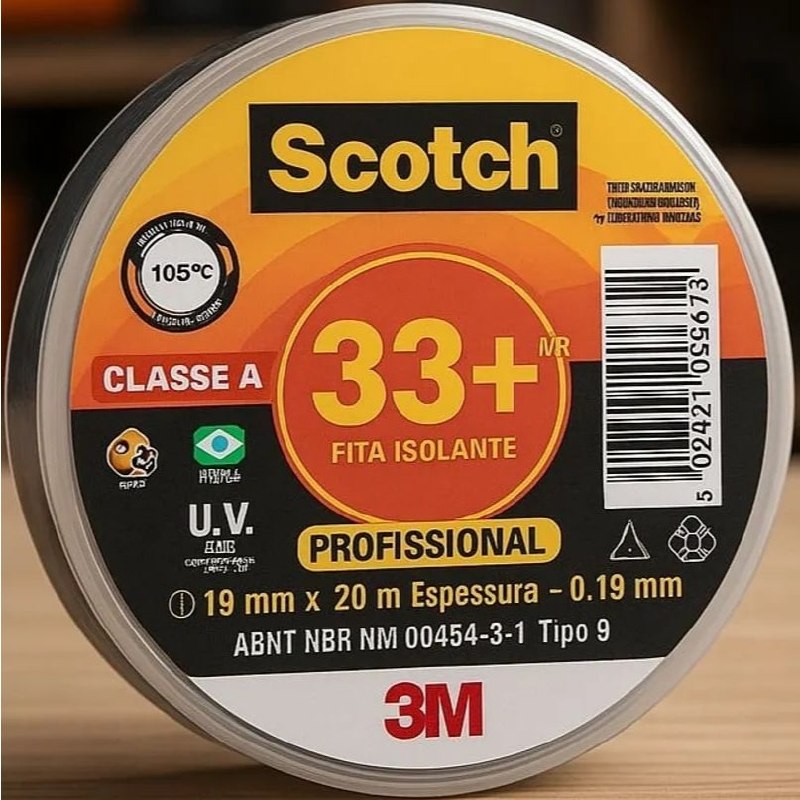 Scotch®
105°C
CLASSE A
33+ MR
FITA ISOLANTE
U.V.
PROFISSIONAL
19 mm x 20 m Espessura - 0.19 mm
ABNT NBR NM 00454-3-1 Tipo 9
3M
5 02421 055673